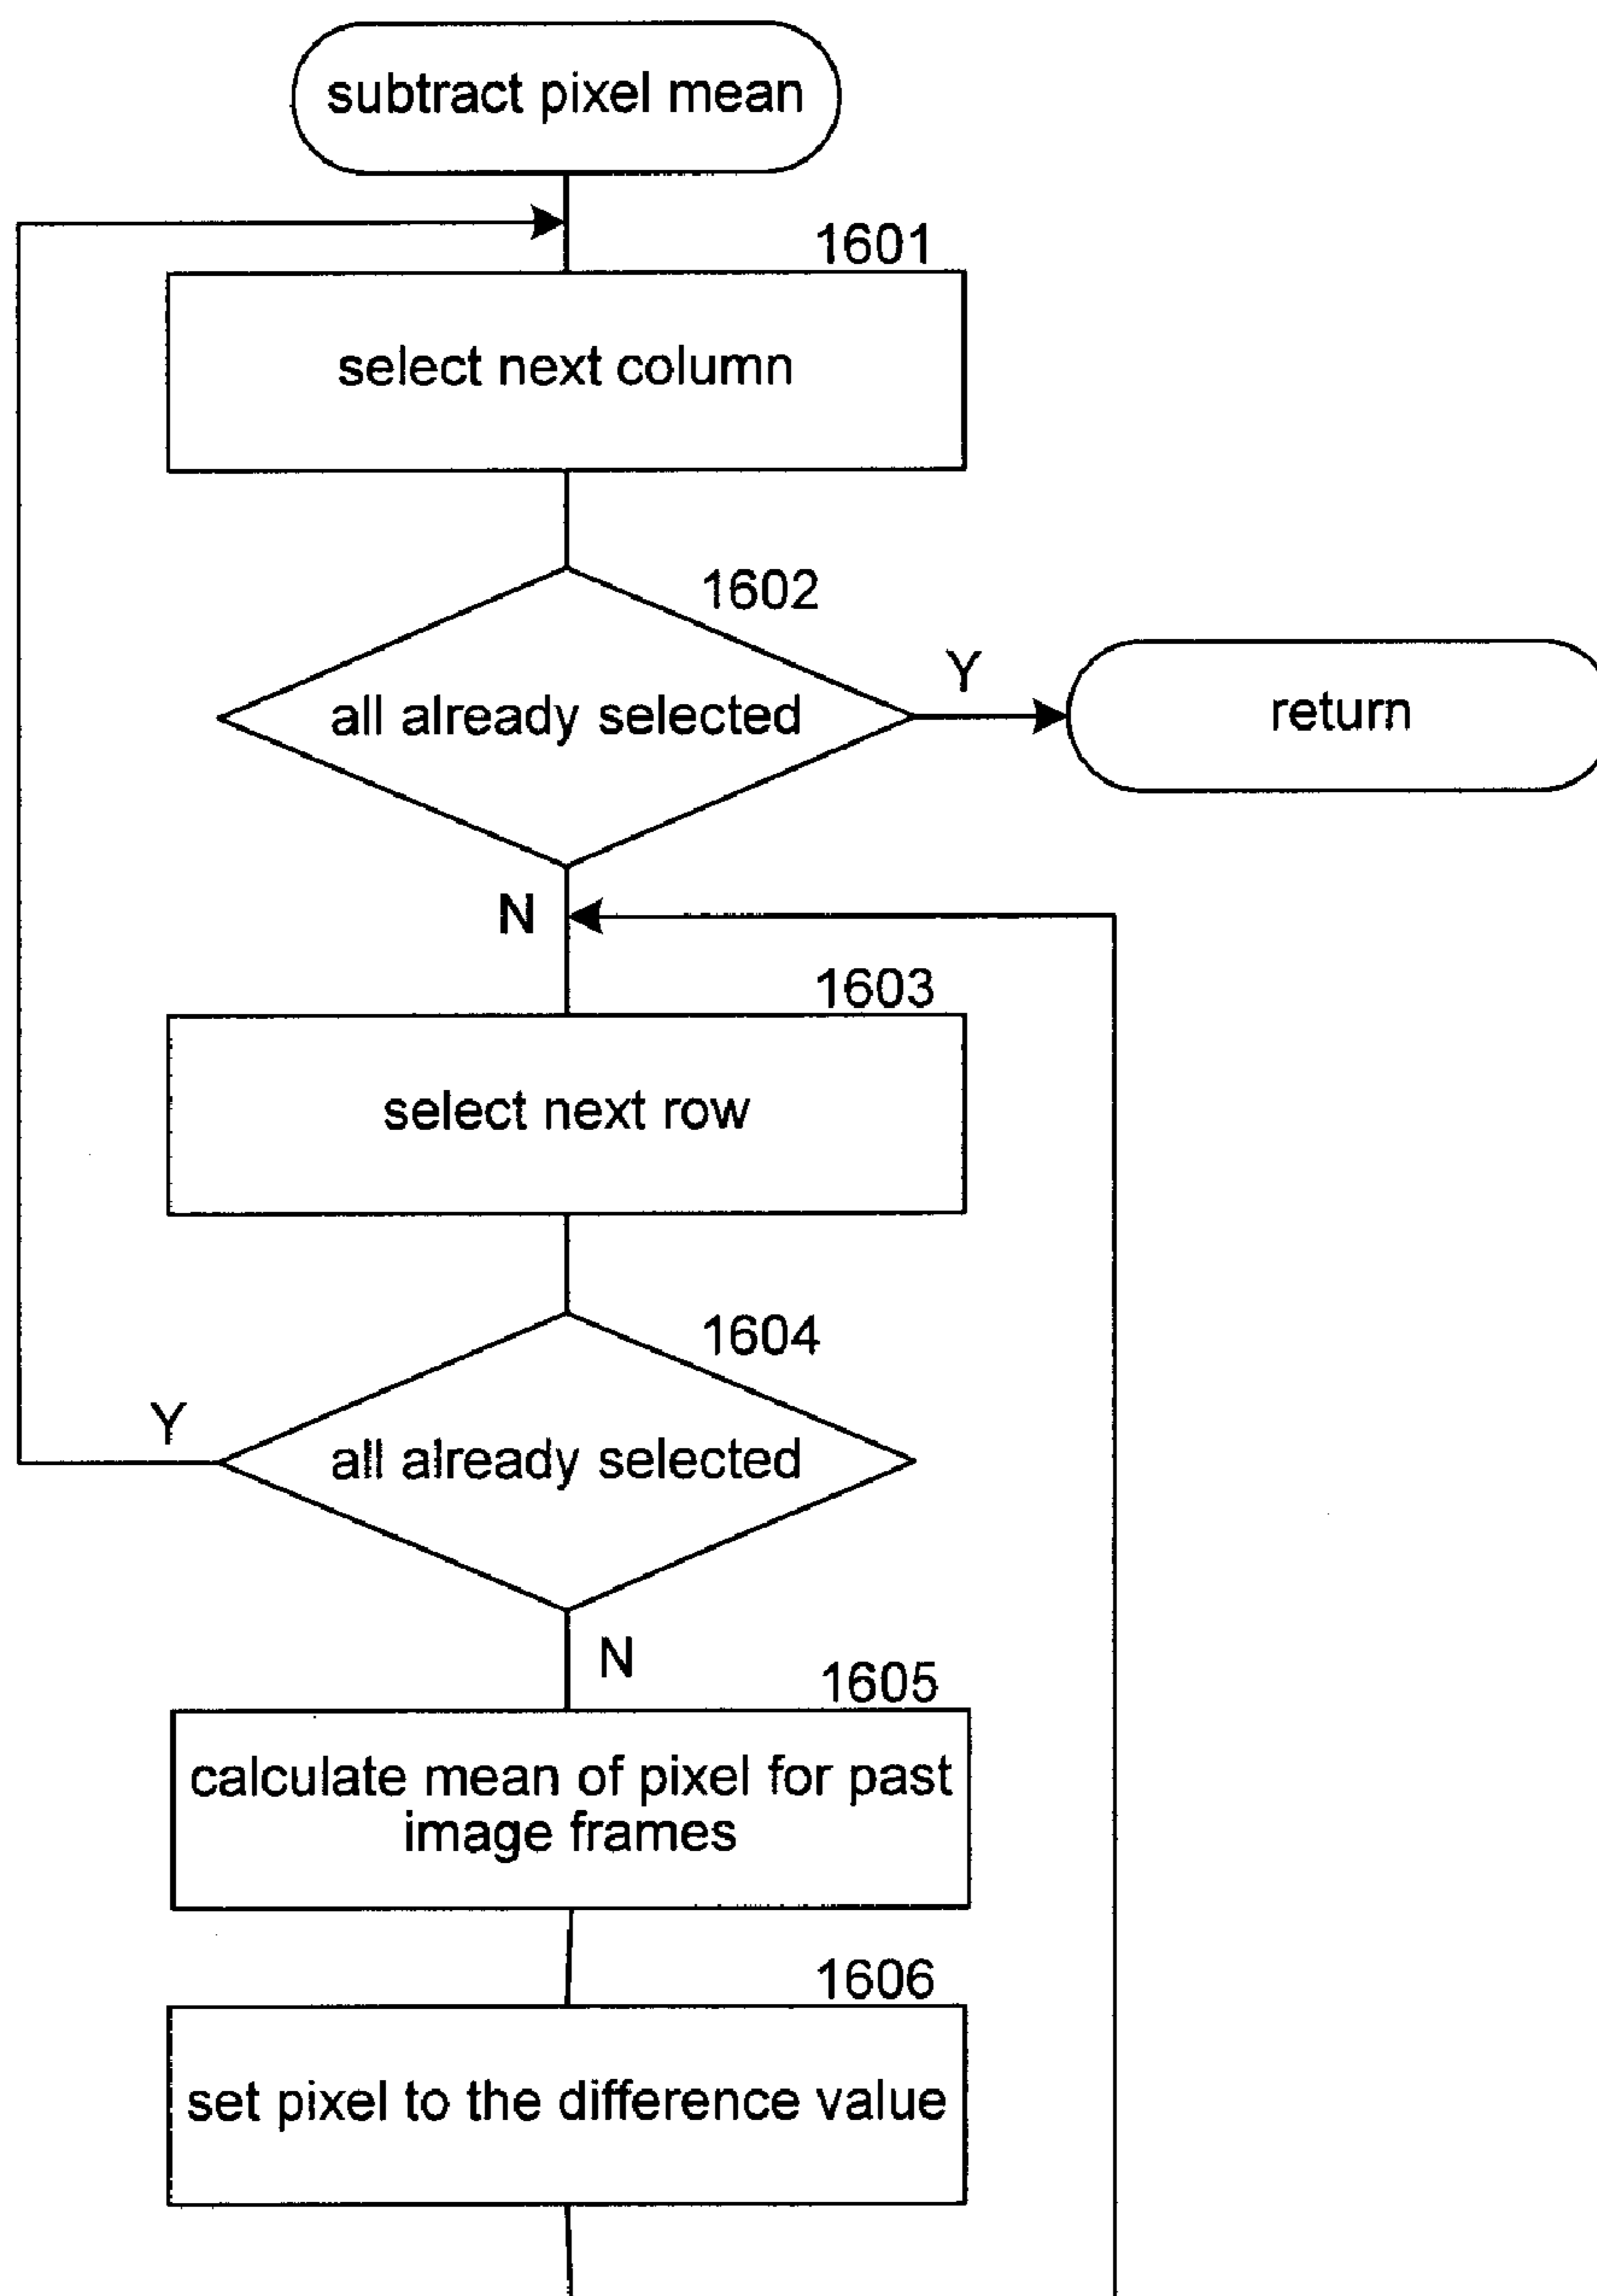 subtract pixel mean
1601
select next column
1602
all already selected
Y
return
N
1603
select next row
1604
all already selected
Y
N
1605
calculate mean of pixel for past
image frames
1606
set pixel to the difference value